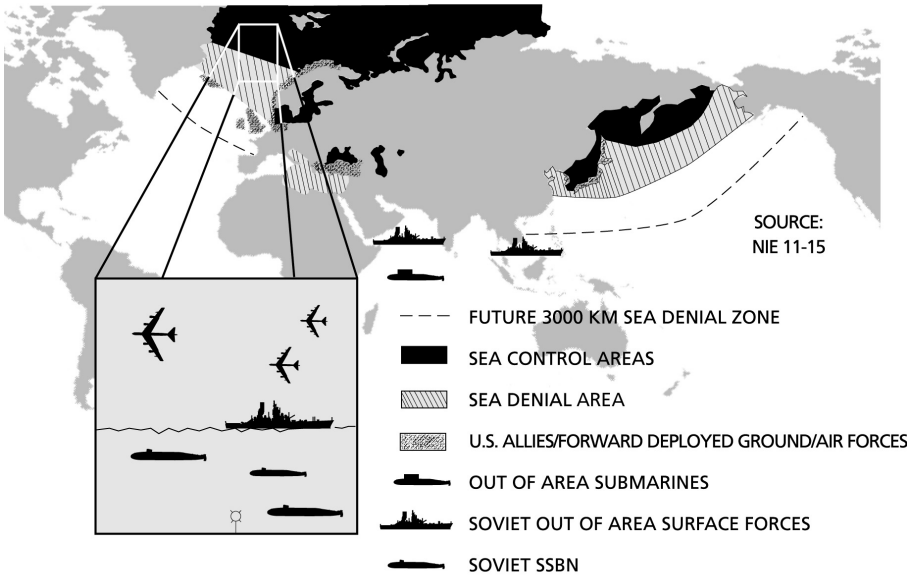 SOURCE:
NIE 11-15
FUTURE 3000 KM SEA DENIAL ZONE
SEA CONTROL AREAS
SEA DENIAL AREA
U.S. ALLIES/FORWARD DEPLOYED GROUND/AIR FORCES
OUT OF AREA SUBMARINES
SOVIET OUT OF AREA SURFACE FORCES
SOVIET SSBN